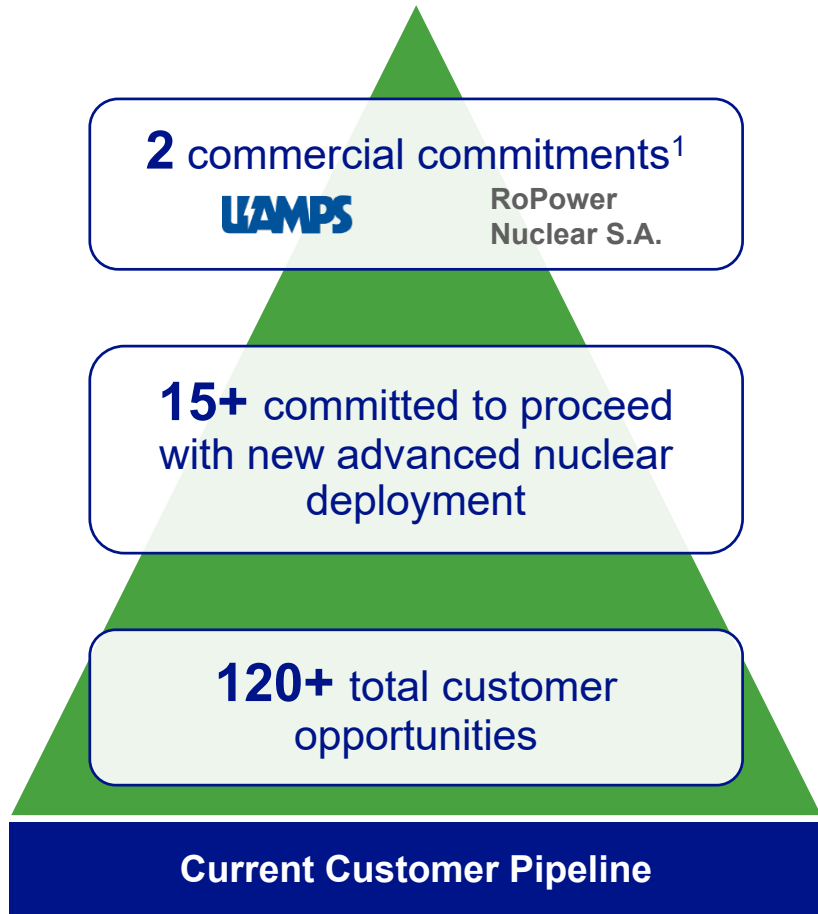 2 commercial commitments¹
UAMPS
RoPower
Nuclear S.A.
15+ committed to proceed
with new advanced nuclear
deployment
120+ total customer
opportunities
Current Customer Pipeline